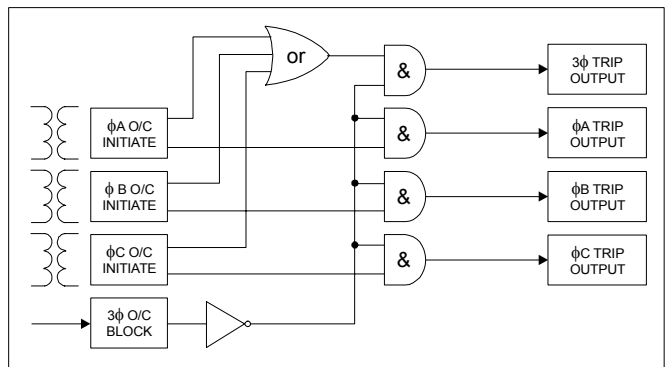 or
&
3ϕ TRIP
OUTPUT
ϕA O/C
INITIATE
&
ϕA TRIP
OUTPUT
ϕ B O/C
INITIATE
&
ϕB TRIP
OUTPUT
ϕC O/C
INITIATE
&
ϕC TRIP
OUTPUT
3ϕ O/C
BLOCK